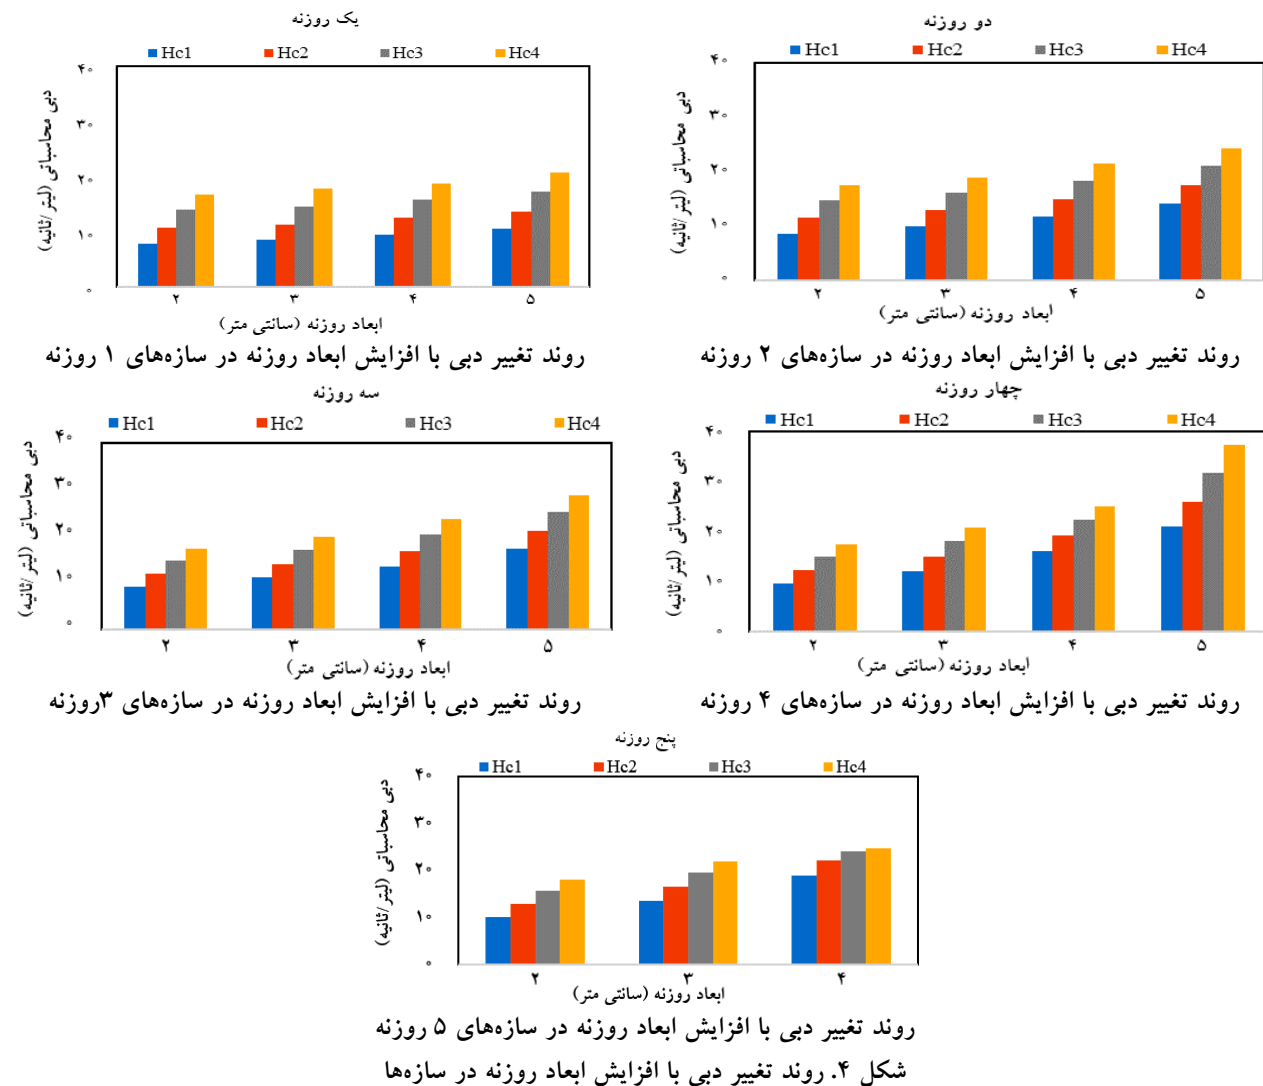 یک روزنه
Hc1 Hc2 Hc3 Hc4
دبی محاسباتی (لیتر/ثانیه)
۴۰
۳۰
۲۰
۱۰
۰
۲ ۳ ۴ ۵
ابعاد روزنه (سانتی متر)
روند تغییر دبی با افزایش ابعاد روزنه در سازه‌های ۱ روزنه
دو روزنه
Hc1 Hc2 Hc3 Hc4
دبی محاسباتی (لیتر/ثانیه)
۴۰
۳۰
۲۰
۱۰
۰
۲ ۳ ۴ ۵
ابعاد روزنه (سانتی متر)
روند تغییر دبی با افزایش ابعاد روزنه در سازه‌های ۲ روزنه
سه روزنه
Hc1 Hc2 Hc3 Hc4
دبی محاسباتی (لیتر/ثانیه)
۴۰
۳۰
۲۰
۱۰
۰
۲ ۳ ۴ ۵
ابعاد روزنه (سانتی متر)
روند تغییر دبی با افزایش ابعاد روزنه در سازه‌های ۳روزنه
چهار روزنه
Hc1 Hc2 Hc3 Hc4
دبی محاسباتی (لیتر/ثانیه)
۴۰
۳۰
۲۰
۱۰
۰
۲ ۳ ۴ ۵
ابعاد روزنه (سانتی متر)
روند تغییر دبی با افزایش ابعاد روزنه در سازه‌های ۴ روزنه
پنج روزنه
Hc1 Hc2 Hc3 Hc4
دبی محاسباتی (لیتر/ثانیه)
۴۰
۳۰
۲۰
۱۰
۰
۲ ۳ ۴
ابعاد روزنه (سانتی متر)
روند تغییر دبی با افزایش ابعاد روزنه در سازه‌های ۵ روزنه
شکل ۴. روند تغییر دبی با افزایش ابعاد روزنه در سازه‌ها